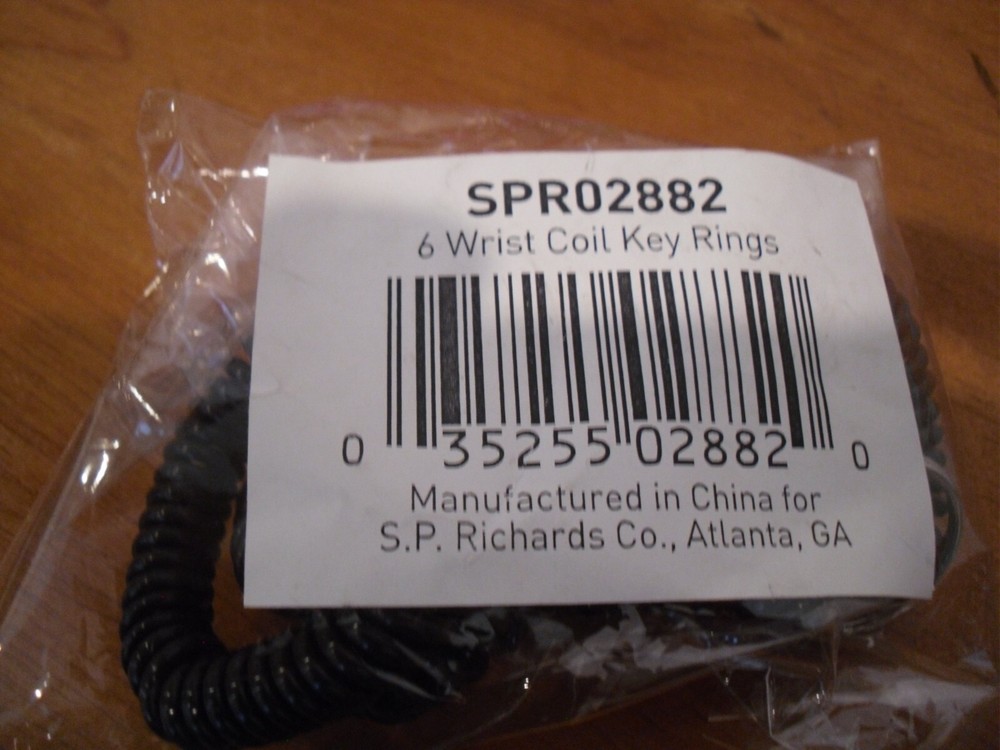 SPR02882
6 Wrist Coil Key Rings
0 35255 02882 0
Manufactured in China for
S.P. Richards Co., Atlanta, GA